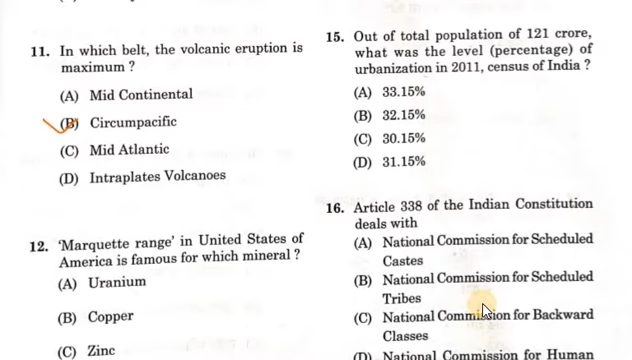 11. In which belt, the volcanic eruption is
maximum ?
(A) Mid Continental
(B) Circumpacific
(C) Mid Atlantic
(D) Intraplates Volcanoes
12. 'Marquette range' in United States of
America is famous for which mineral ?
(A) Uranium
(B) Copper
(C) Zinc
15. Out of total population of 121 crore,
what was the level (percentage) of
urbanization in 2011, census of India ?
(A) 33.15%
(B) 32.15%
(C) 30.15%
(D) 31.15%
16. Article 338 of the Indian Constitution
deals with
(A) National Commission for Scheduled
Castes
(B) National Commission for Scheduled
Tribes
(C) National Commission for Backward
Classes
(D) National Commission for Human